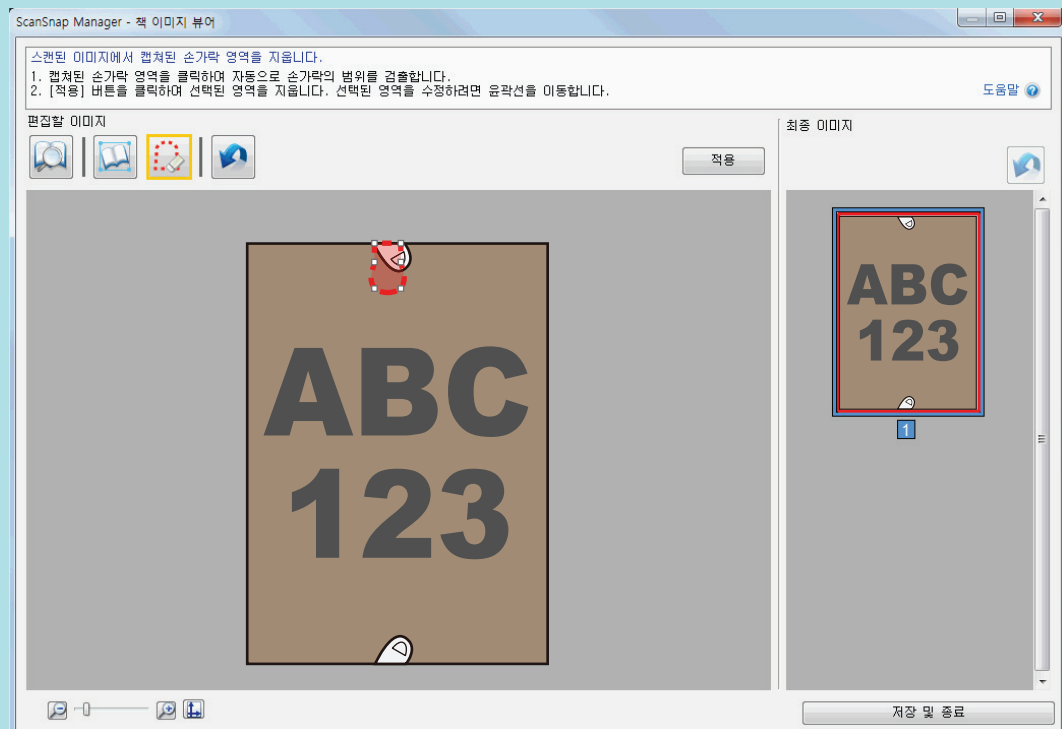 ScanSnap Manager - 책 이미지 뷰어
스캔된 이미지에서 캡쳐된 손가락 영역을 지웁니다.
1. 캡쳐된 손가락 영역을 클릭하여 자동으로 손가락의 범위를 검출합니다.
2. [적용] 버튼을 클릭하여 선택된 영역을 지웁니다. 선택된 영역을 수정하려면 윤곽선을 이동합니다.
도움말
편집할 이미지
적용
최종 이미지
ABC
123
ABC
123
1
저장 및 종료